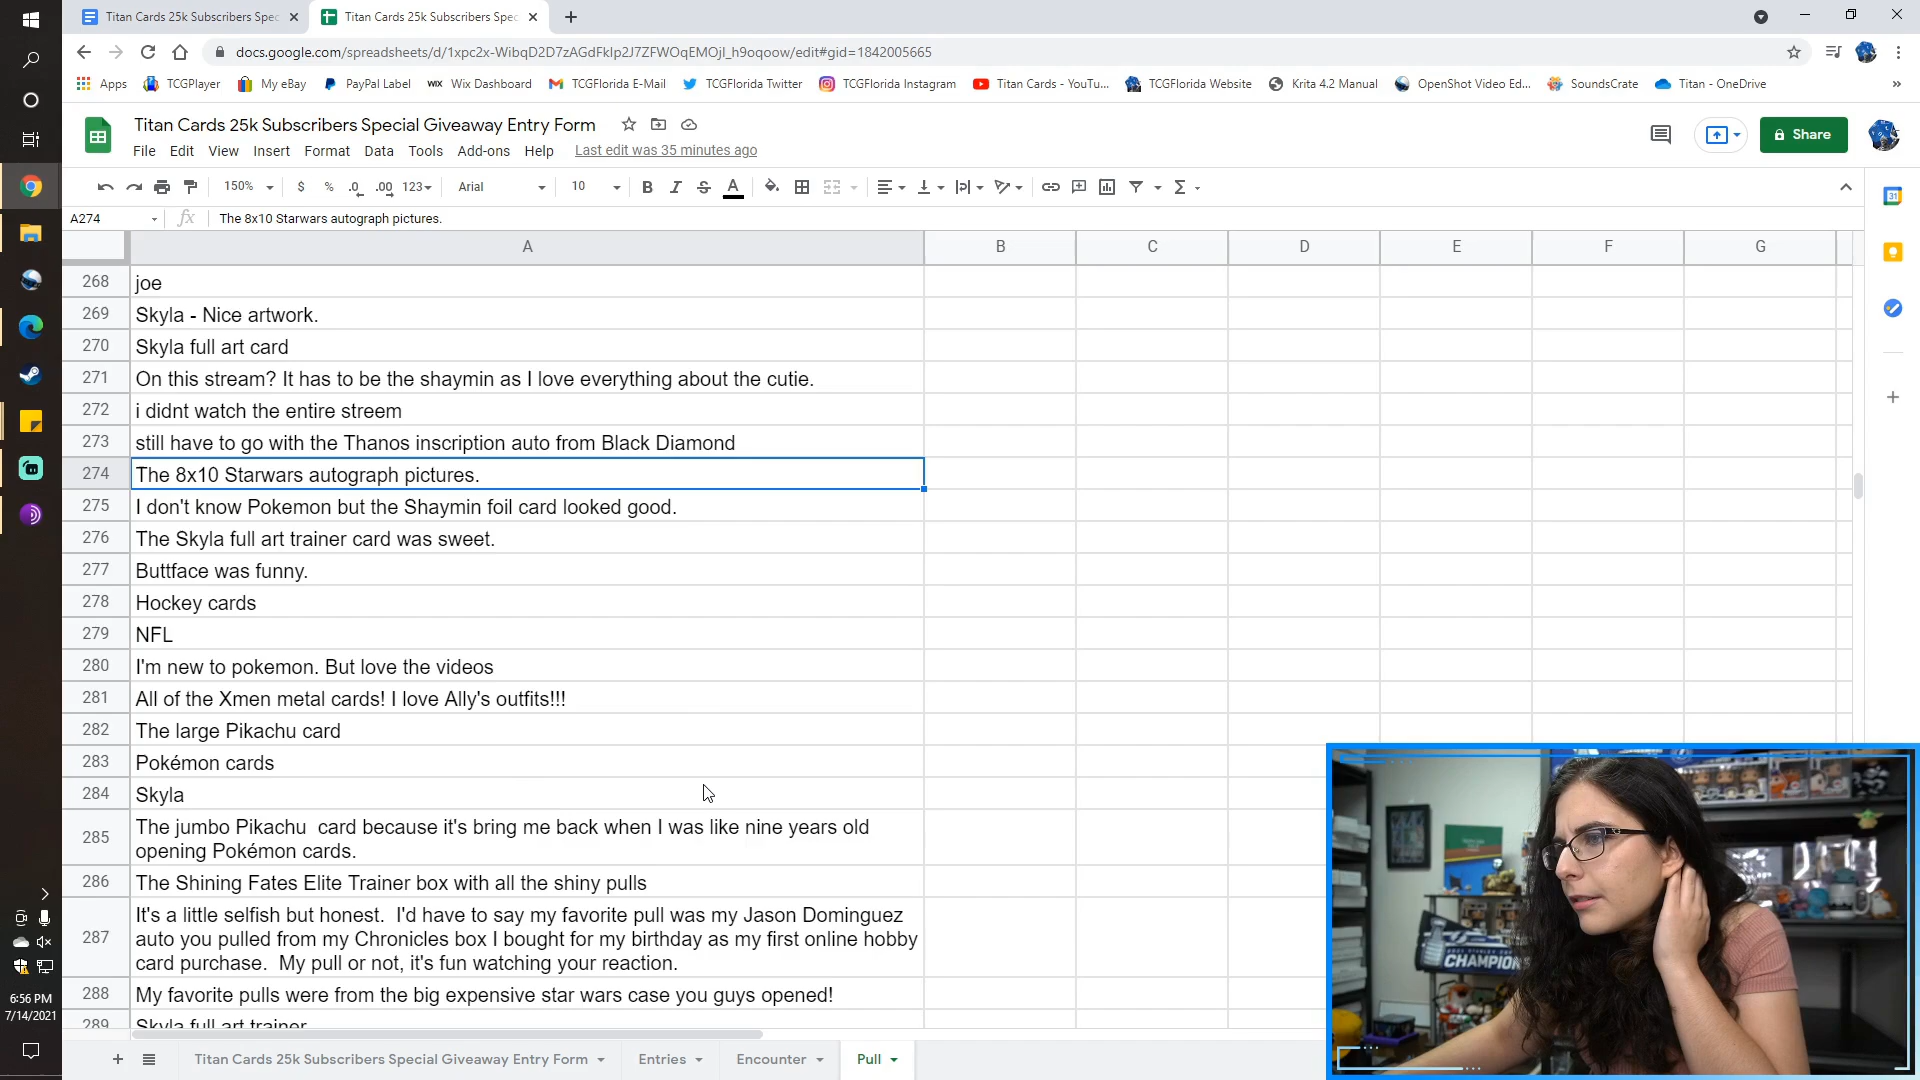 Titan Cards 25k Subscribers Spec
Titan Cards 25k Subscribers Spec
docs.google.com/spreadsheets/d/1xpc2x-WibqD2D7zAGdFklp2J7ZFWOqEMOjl_h9oqoow/edit#gid=1842005665
Apps TCGPlayer My eBay PayPal Label WIX Wix Dashboard TCGFlorida E-Mail TCGFlorida Twitter TCGFlorida Instagram Titan Cards - YouTu... TCGFlorida Website Krita 4.2 Manual OpenShot Video Ed... SoundsCrate Titan - OneDrive »
Titan Cards 25k Subscribers Special Giveaway Entry Form
Share
File Edit View Insert Format Data Tools Add-ons Help Last edit was 35 minutes ago
150% $ % .0 .00 123 Arial 10 B I S A Σ
A274 fx The 8x10 Starwars autograph pictures.
A B C D E F G
268 joe
269 Skyla - Nice artwork.
270 Skyla full art card
271 On this stream? It has to be the shaymin as I love everything about the cutie.
272 i didnt watch the entire streem
273 still have to go with the Thanos inscription auto from Black Diamond
274 The 8x10 Starwars autograph pictures.
275 I don't know Pokemon but the Shaymin foil card looked good.
276 The Skyla full art trainer card was sweet.
277 Buttface was funny.
278 Hockey cards
279 NFL
280 I'm new to pokemon. But love the videos
281 All of the Xmen metal cards! I love Ally's outfits!!!
282 The large Pikachu card
283 Pokémon cards
284 Skyla
285 The jumbo Pikachu  card because it's bring me back when I was like nine years old
opening Pokémon cards.
286 The Shining Fates Elite Trainer box with all the shiny pulls
287 It's a little selfish but honest.  I'd have to say my favorite pull was my Jason Dominguez
auto you pulled from my Chronicles box I bought for my birthday as my first online hobby
card purchase.  My pull or not, it's fun watching your reaction.
288 My favorite pulls were from the big expensive star wars case you guys opened!
289 Skyla full art trainer
Titan Cards 25k Subscribers Special Giveaway Entry Form Entries Encounter Pull
6:56 PM
7/14/2021
31
CHAMPIO